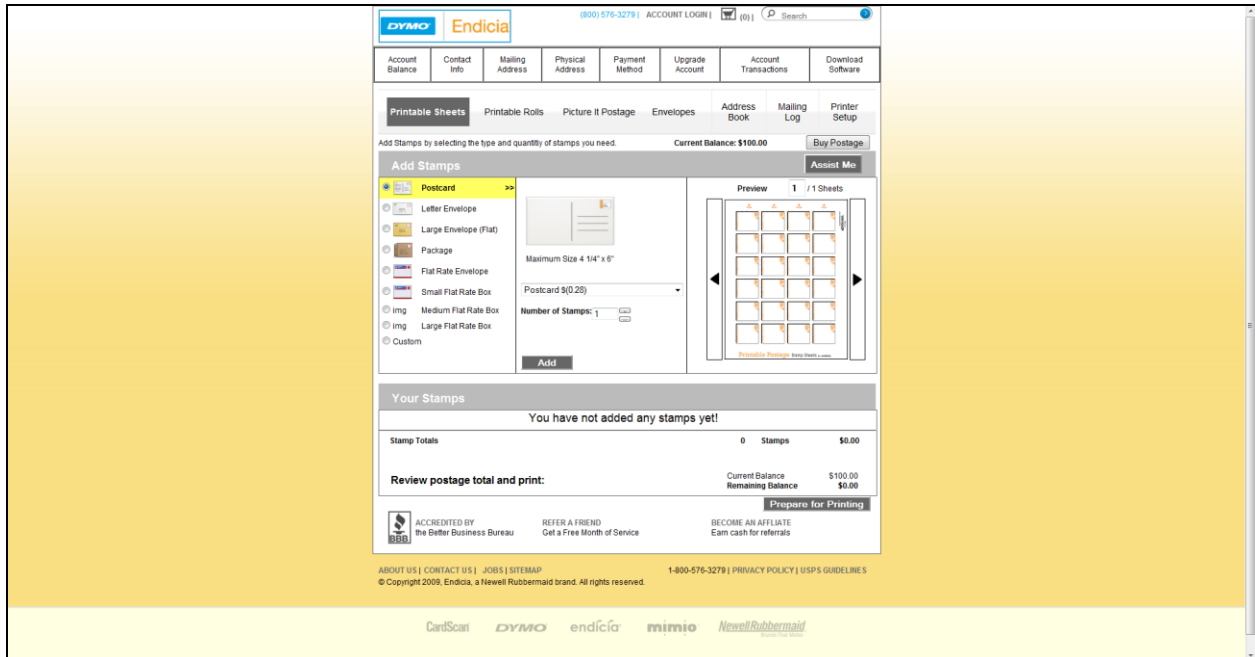 DYMO Endicia
(800) 576-3279 | ACCOUNT LOGIN | (0) | Search
Account Balance Contact Info Mailing Address Physical Address Payment Method Upgrade Account Account Transactions Download Software
Printable Sheets Printable Rolls Picture It Postage Envelopes Address Book Mailing Log Printer Setup
Add Stamps by selecting the type and quantity of stamps you need. Current Balance: $100.00 Buy Postage
Add Stamps Assist Me
Postcard >>
Letter Envelope
Large Envelope (Flat)
Package
Flat Rate Envelope
Small Flat Rate Box
img Medium Flat Rate Box
img Large Flat Rate Box
Custom
Maximum Size 4 1/4" x 6"
Postcard $(0.28)
Number of Stamps: 1
Add
Preview 1 / 1 Sheets
Printable Postage Stamp Sheets
Your Stamps
You have not added any stamps yet!
Stamp Totals 0 Stamps $0.00
Review postage total and print:
Current Balance $100.00
Remaining Balance $0.00
Prepare for Printing
BBB
ACCREDITED BY
the Better Business Bureau
REFER A FRIEND
Get a Free Month of Service
BECOME AN AFFLIATE
Earn cash for referrals
ABOUT US | CONTACT US | JOBS | SITEMAP 1-800-576-3279 | PRIVACY POLICY | USPS GUIDELINES
© Copyright 2009, Endicia, a Newell Rubbermaid brand. All rights reserved.
CardScan DYMO endicia mimio NewellRubbermaid